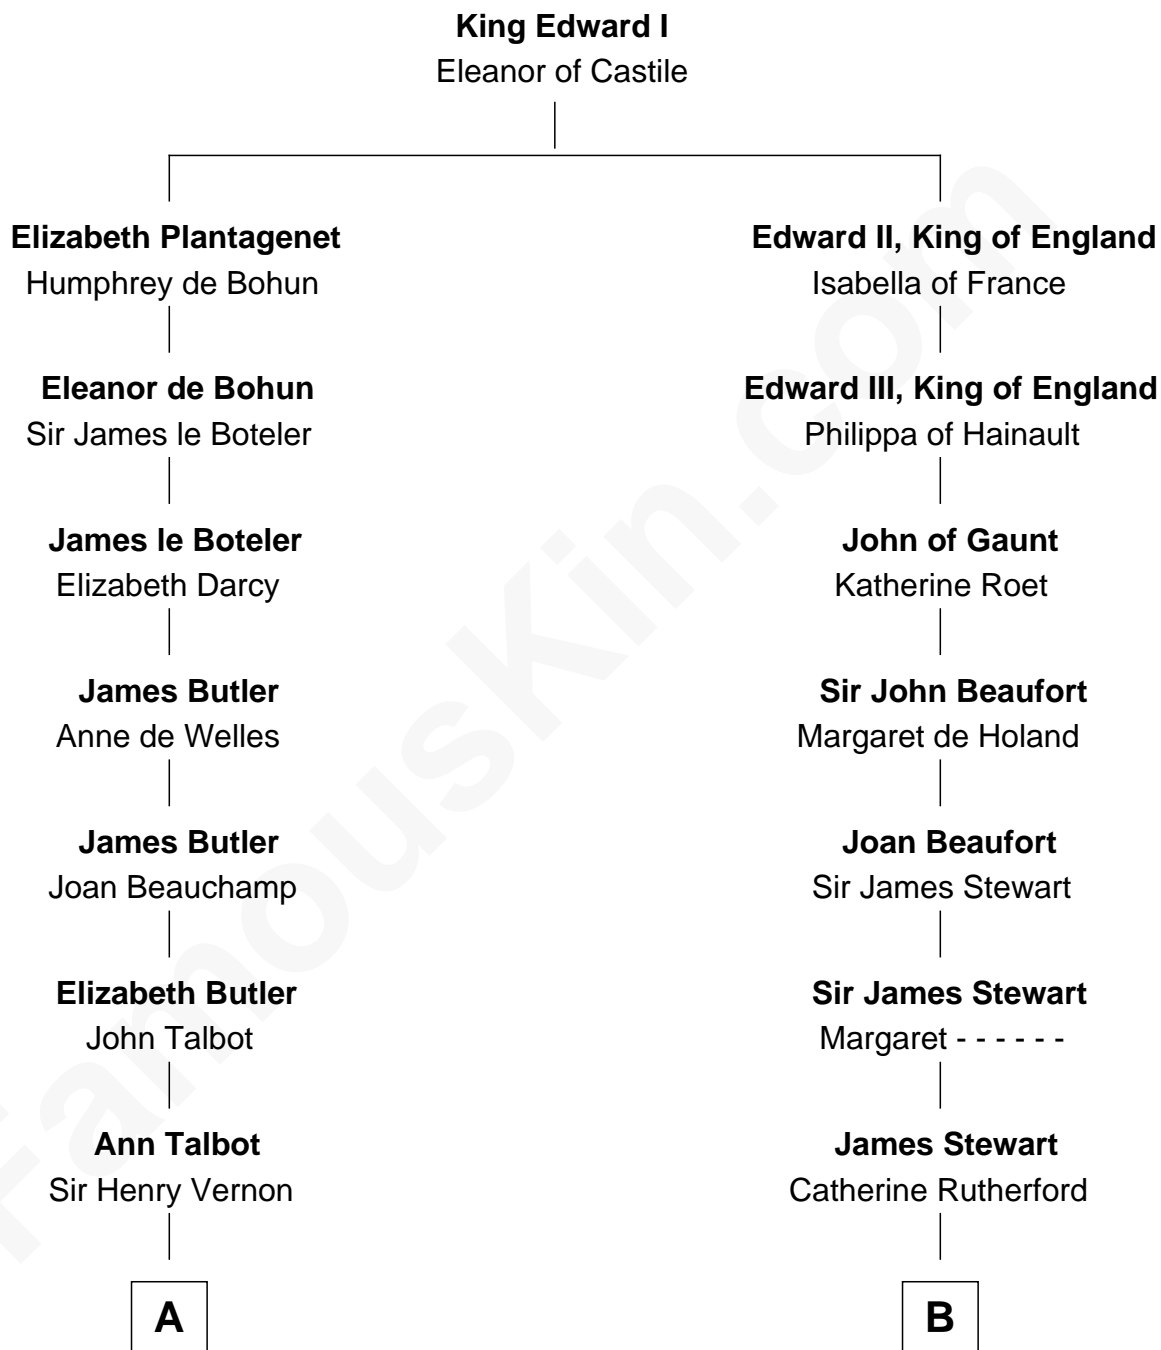 King Edward I
Eleanor of Castile
Elizabeth Plantagenet
Humphrey de Bohun
Edward II, King of England
Isabella of France
Eleanor de Bohun
Sir James le Boteler
Edward III, King of England
Philippa of Hainault
James le Boteler
Elizabeth Darcy
John of Gaunt
Katherine Roet
James Butler
Anne de Welles
Sir John Beaufort
Margaret de Holand
James Butler
Joan Beauchamp
Joan Beaufort
Sir James Stewart
Elizabeth Butler
John Talbot
Sir James Stewart
Margaret - - - - - -
Ann Talbot
Sir Henry Vernon
James Stewart
Catherine Rutherford
A
B
FamousKin.com